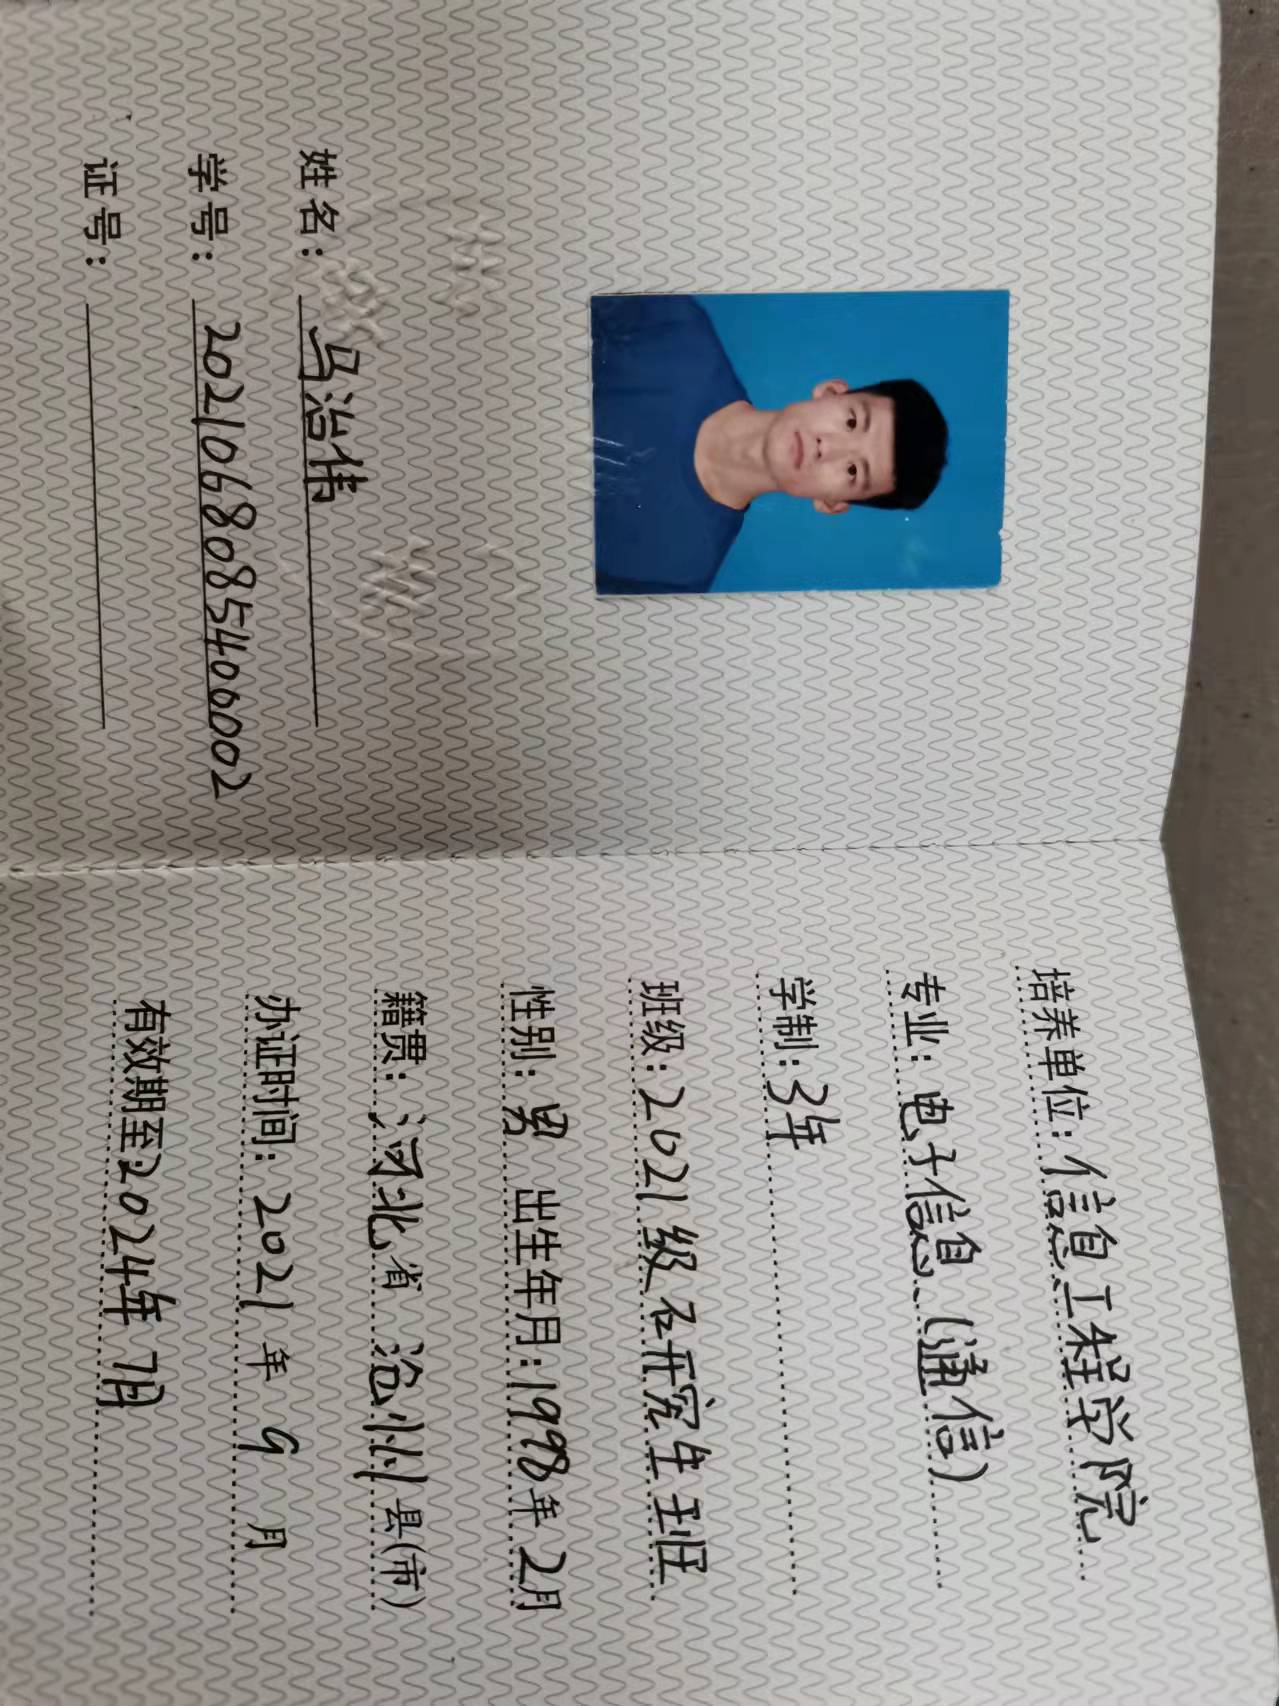 姓名：马治伟
学号：2021068085400002
证号：
培养单位：信息工程学院
专业：电子信息（通信）
学制：3年
班级：2021级研究生班
性别：男 出生年月：1998年2月
籍贯：河北省 沧州县(市)
办证时间：2021年9月
有效期至：2024年7月